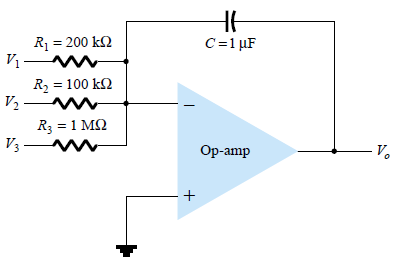 R₁ = 200 kΩ
V₁
C = 1 μF
R₂ = 100 kΩ
V₂
R₃ = 1 MΩ
V₃
−
Op-amp
Vₒ
+